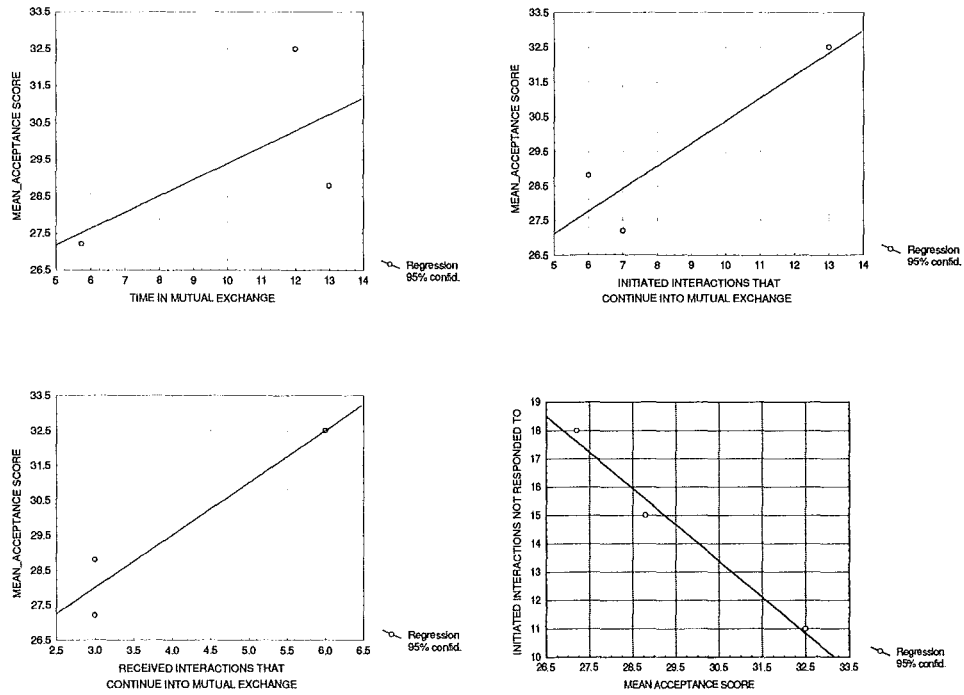 33.5
32.5
31.5
30.5
29.5
28.5
27.5
26.5
MEAN_ACCEPTANCE SCORE
5 6 7 8 9 10 11 12 13 14
TIME IN MUTUAL EXCHANGE
Regression
95% confid.
33.5
32.5
31.5
30.5
29.5
28.5
27.5
26.5
MEAN_ACCEPTANCE SCORE
5 6 7 8 9 10 11 12 13 14
INITIATED INTERACTIONS THAT
CONTINUE INTO MUTUAL EXCHANGE
Regression
95% confid.
33.5
32.5
31.5
30.5
29.5
28.5
27.5
26.5
MEAN_ACCEPTANCE SCORE
2.5 3.0 3.5 4.0 4.5 5.0 5.5 6.0 6.5
RECEIVED INTERACTIONS THAT
CONTINUE INTO MUTUAL EXCHANGE
Regression
95% confid.
19
18
17
16
15
14
13
12
11
10
INITIATED INTERACTIONS NOT RESPONDED TO
26.5 27.5 28.5 29.5 30.5 31.5 32.5 33.5
MEAN ACCEPTANCE SCORE
Regression
95% confid.